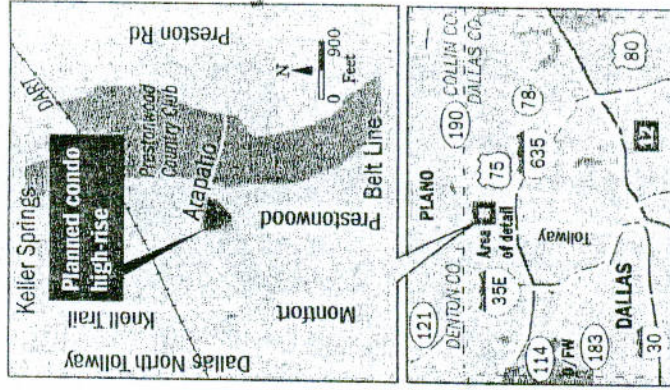 Keller Springs
DART
Preston Rd
Planned condo
high-rise
Knoll Trail
Prestonwood
Country Club
Arapaho
N
0 900
Feet
Dallas North Tollway
Montfort
Prestonwood
Belt Line
121
PLANO
190
COLLIN CO.
DENTON CO.
DALLAS CO.
75
78
35E
Area
of detail
635
114
Tollway
80
D/FW
183
DALLAS
30